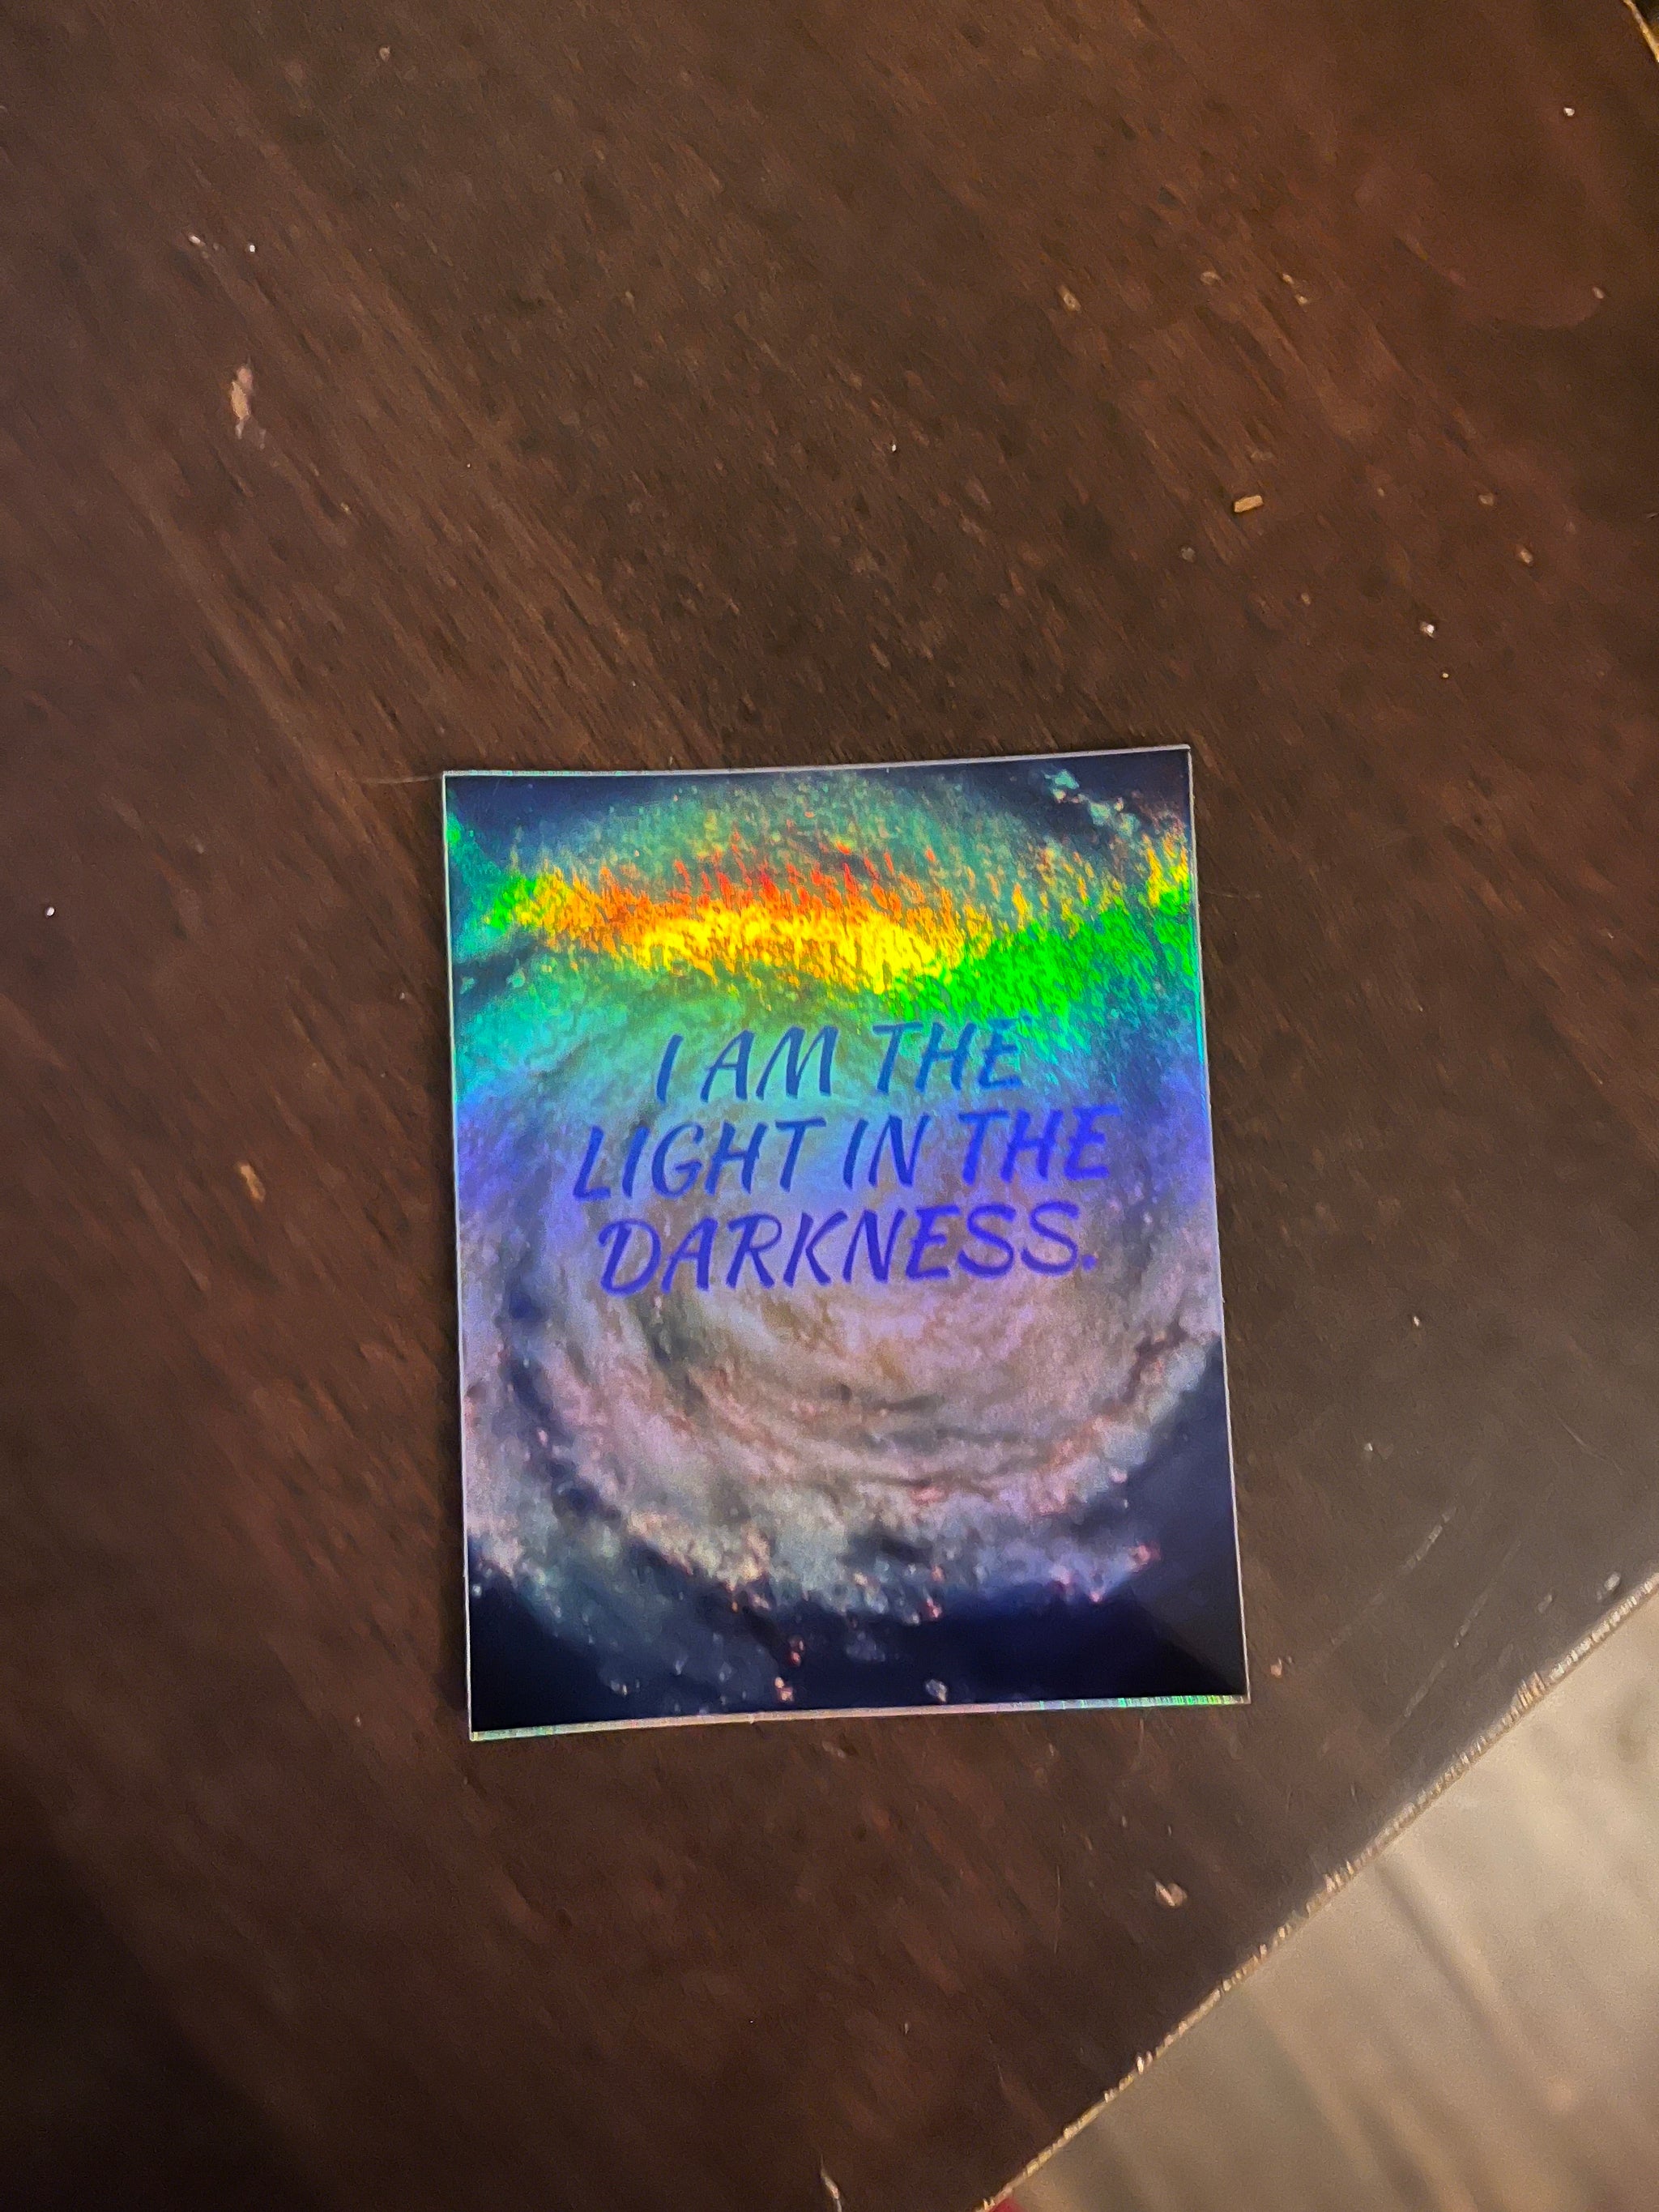 I AM THE
LIGHT IN THE
DARKNESS.